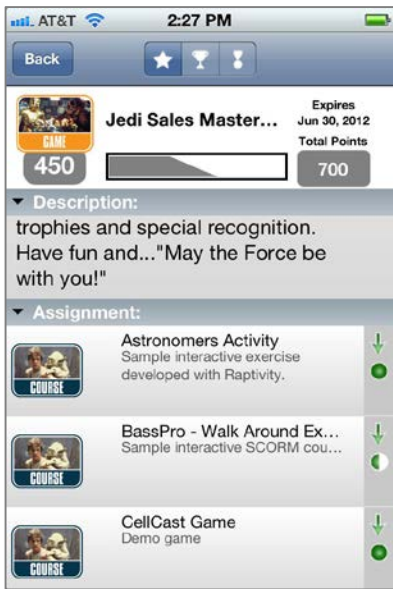 AT&T 2:27 PM
Back
Jedi Sales Master...
Expires
Jun 30, 2012
Total Points
GAME
450
700
Description:
trophies and special recognition.
Have fun and..."May the Force be
with you!"
Assignment:
Astronomers Activity
Sample interactive exercise
developed with Raptivity.
COURSE
BassPro - Walk Around Ex...
Sample interactive SCORM cou...
COURSE
CellCast Game
Demo game
COURSE